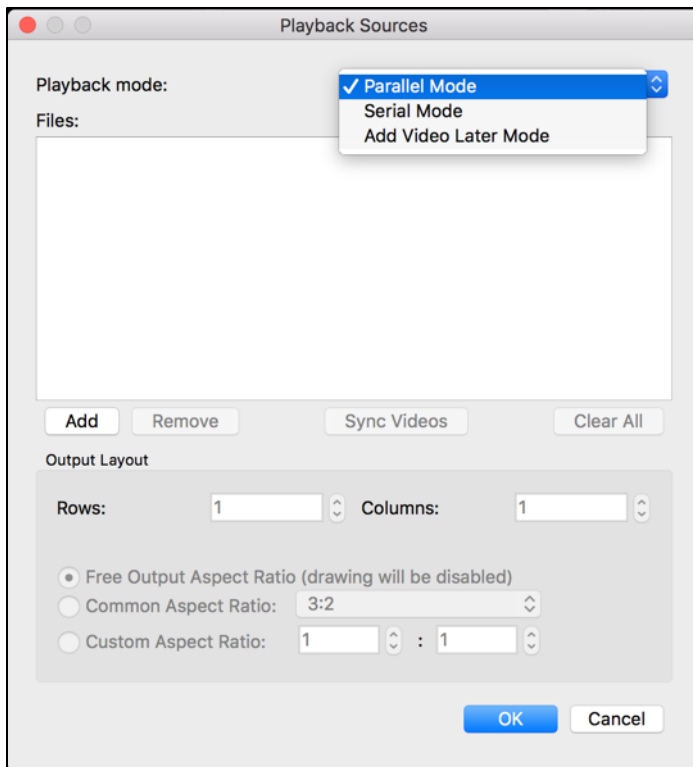 Playback Sources
Playback mode:
✓ Parallel Mode
Serial Mode
Add Video Later Mode
Files:
Add Remove Sync Videos Clear All
Output Layout
Rows: 1 Columns: 1
Free Output Aspect Ratio (drawing will be disabled)
Common Aspect Ratio: 3:2
Custom Aspect Ratio: 1 : 1
OK Cancel